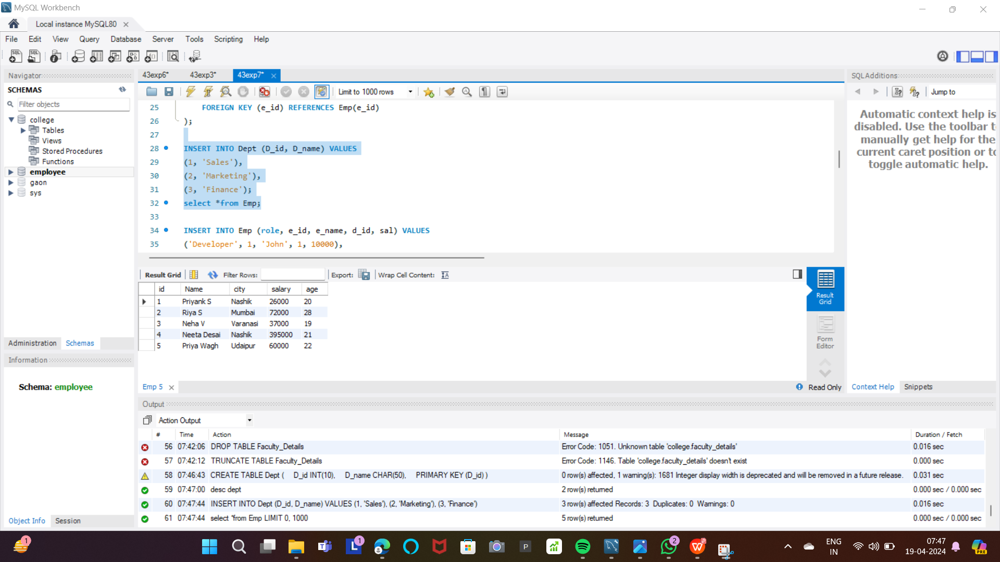 MySQL Workbench
Local instance MySQL80
File Edit View Query Database Server Tools Scripting Help
Navigator
SCHEMAS
Filter objects
college
Tables
Views
Stored Procedures
Functions
employee
gaon
sys
Administration Schemas
Information
Schema: employee
Object Info Session
43exp6* 43exp3* 43exp7*
Limit to 1000 rows
25 FOREIGN KEY (e_id) REFERENCES Emp(e_id)
26 );
27
28 INSERT INTO Dept (D_id, D_name) VALUES
29 (1, 'Sales'),
30 (2, 'Marketing'),
31 (3, 'Finance');
32 select *from Emp;
33
34 INSERT INTO Emp (role, e_id, e_name, d_id, sal) VALUES
35 ('Developer', 1, 'John', 1, 10000),
Result Grid Filter Rows: Export: Wrap Cell Content:
id Name city salary age
1 Priyank S Nashik 26000 20
2 Riya S Mumbai 72000 28
3 Neha V Varanasi 37000 19
4 Neeta Desai Nashik 395000 21
5 Priya Wagh Udaipur 60000 22
Result
Grid
Form
Editor
Emp 5 Read Only
SQLAdditions
Jump to
Automatic context help is
disabled. Use the toolbar t
manually get help for the
current caret position or to
toggle automatic help.
Context Help Snippets
Output
Action Output
# Time Action Message Duration / Fetch
56 07:42:06 DROP TABLE Faculty_Details Error Code: 1051. Unknown table 'college.faculty_details' 0.016 sec
57 07:42:12 TRUNCATE TABLE Faculty_Details Error Code: 1146. Table 'college.faculty_details' doesn't exist 0.000 sec
58 07:46:43 CREATE TABLE Dept ( D_id INT(10), D_name CHAR(50), PRIMARY KEY (D_id) ) 0 row(s) affected, 1 warning(s): 1681 Integer display width is deprecated and will be removed in a future release. 0.031 sec
59 07:47:00 desc dept 2 row(s) returned 0.000 sec / 0.000 sec
60 07:47:44 INSERT INTO Dept (D_id, D_name) VALUES (1, 'Sales'), (2, 'Marketing'), (3, 'Finance') 3 row(s) affected Records: 3 Duplicates: 0 Warnings: 0 0.016 sec
61 07:47:44 select *from Emp LIMIT 0, 1000 5 row(s) returned 0.000 sec / 0.000 sec
1
L 1
P
2
ENG
IN
07:47
19-04-2024
PRE